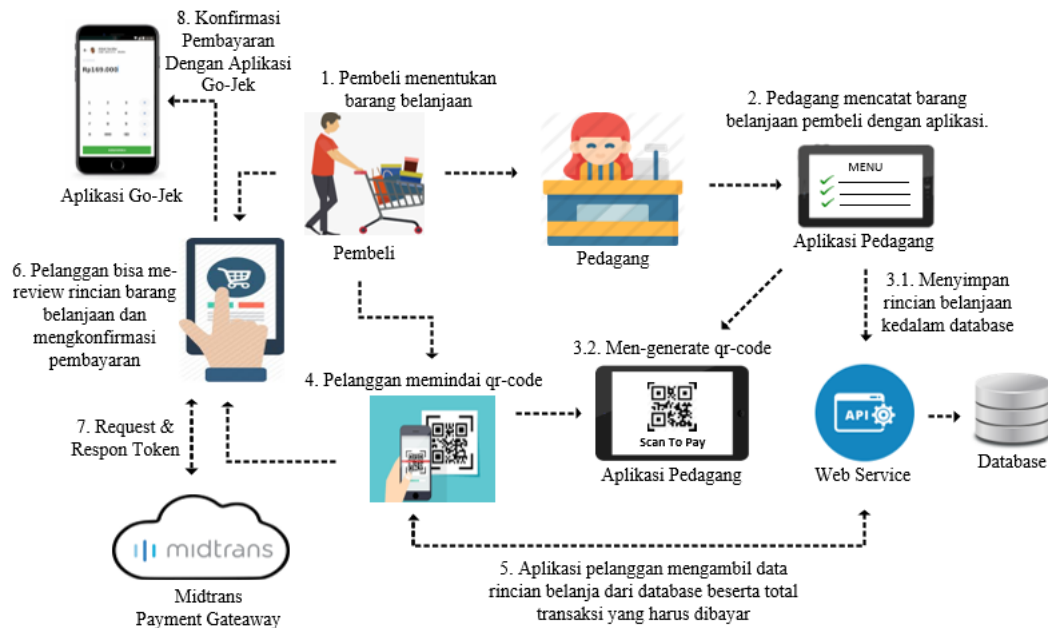 8. Konfirmasi
Pembayaran
Dengan Aplikasi
Go-Jek
Rp169.000
Aplikasi Go-Jek
1. Pembeli menentukan
barang belanjaan
Pembeli
Pedagang
2. Pedagang mencatat barang
belanjaan pembeli dengan aplikasi.
MENU
Aplikasi Pedagang
3.1. Menyimpan
rincian belanjaan
kedalam database
3.2. Men-generate qr-code
Scan To Pay
Aplikasi Pedagang
API
Web Service
Database
4. Pelanggan memindai qr-code
6. Pelanggan bisa me-
review rincian barang
belanjaan dan
mengkonfirmasi
pembayaran
7. Request &
Respon Token
midtrans
Midtrans
Payment Gateaway
5. Aplikasi pelanggan mengambil data
rincian belanja dari database beserta total
transaksi yang harus dibayar